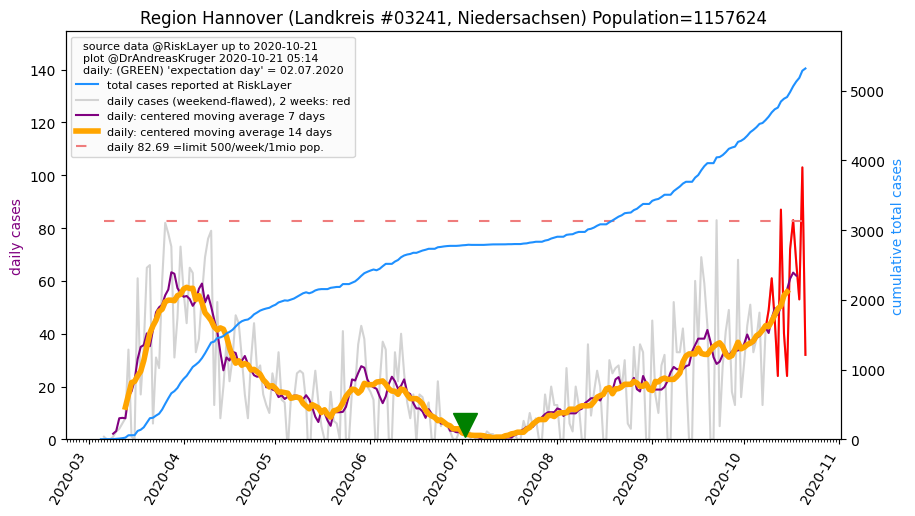 Region Hannover (Landkreis #03241, Niedersachsen) Population=1157624
source data @RiskLayer up to 2020-10-21
plot @DrAndreasKruger 2020-10-21 05:14
daily: (GREEN) 'expectation day' = 02.07.2020
total cases reported at RiskLayer
daily cases (weekend-flawed), 2 weeks: red
daily: centered moving average 7 days
daily: centered moving average 14 days
daily 82.69 =limit 500/week/1mio pop.
daily cases
140
120
100
80
60
40
20
0
5000
4000
3000
2000
1000
0
cumulative total cases
2020-03
2020-04
2020-05
2020-06
2020-07
2020-08
2020-09
2020-10
2020-11